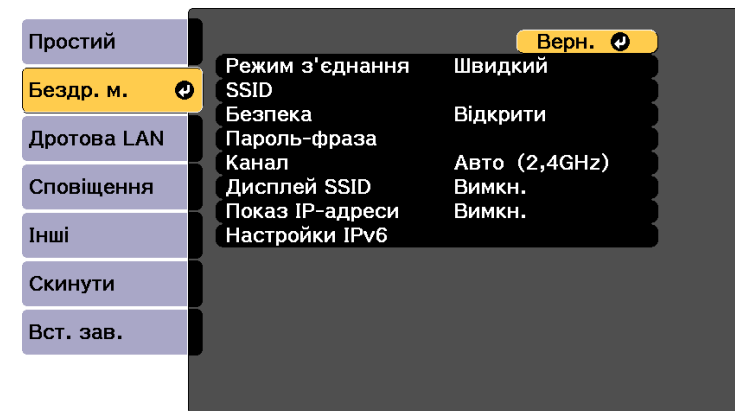 Простий
Бездр. м.
Дротова LAN
Сповіщення
Інші
Скинути
Вст. зав.
Верн.
Режим з'єднання Швидкий
SSID
Безпека Відкрити
Пароль-фраза
Канал Авто (2,4GHz)
Дисплей SSID Вимкн.
Показ IP-адреси Вимкн.
Настройки IPv6